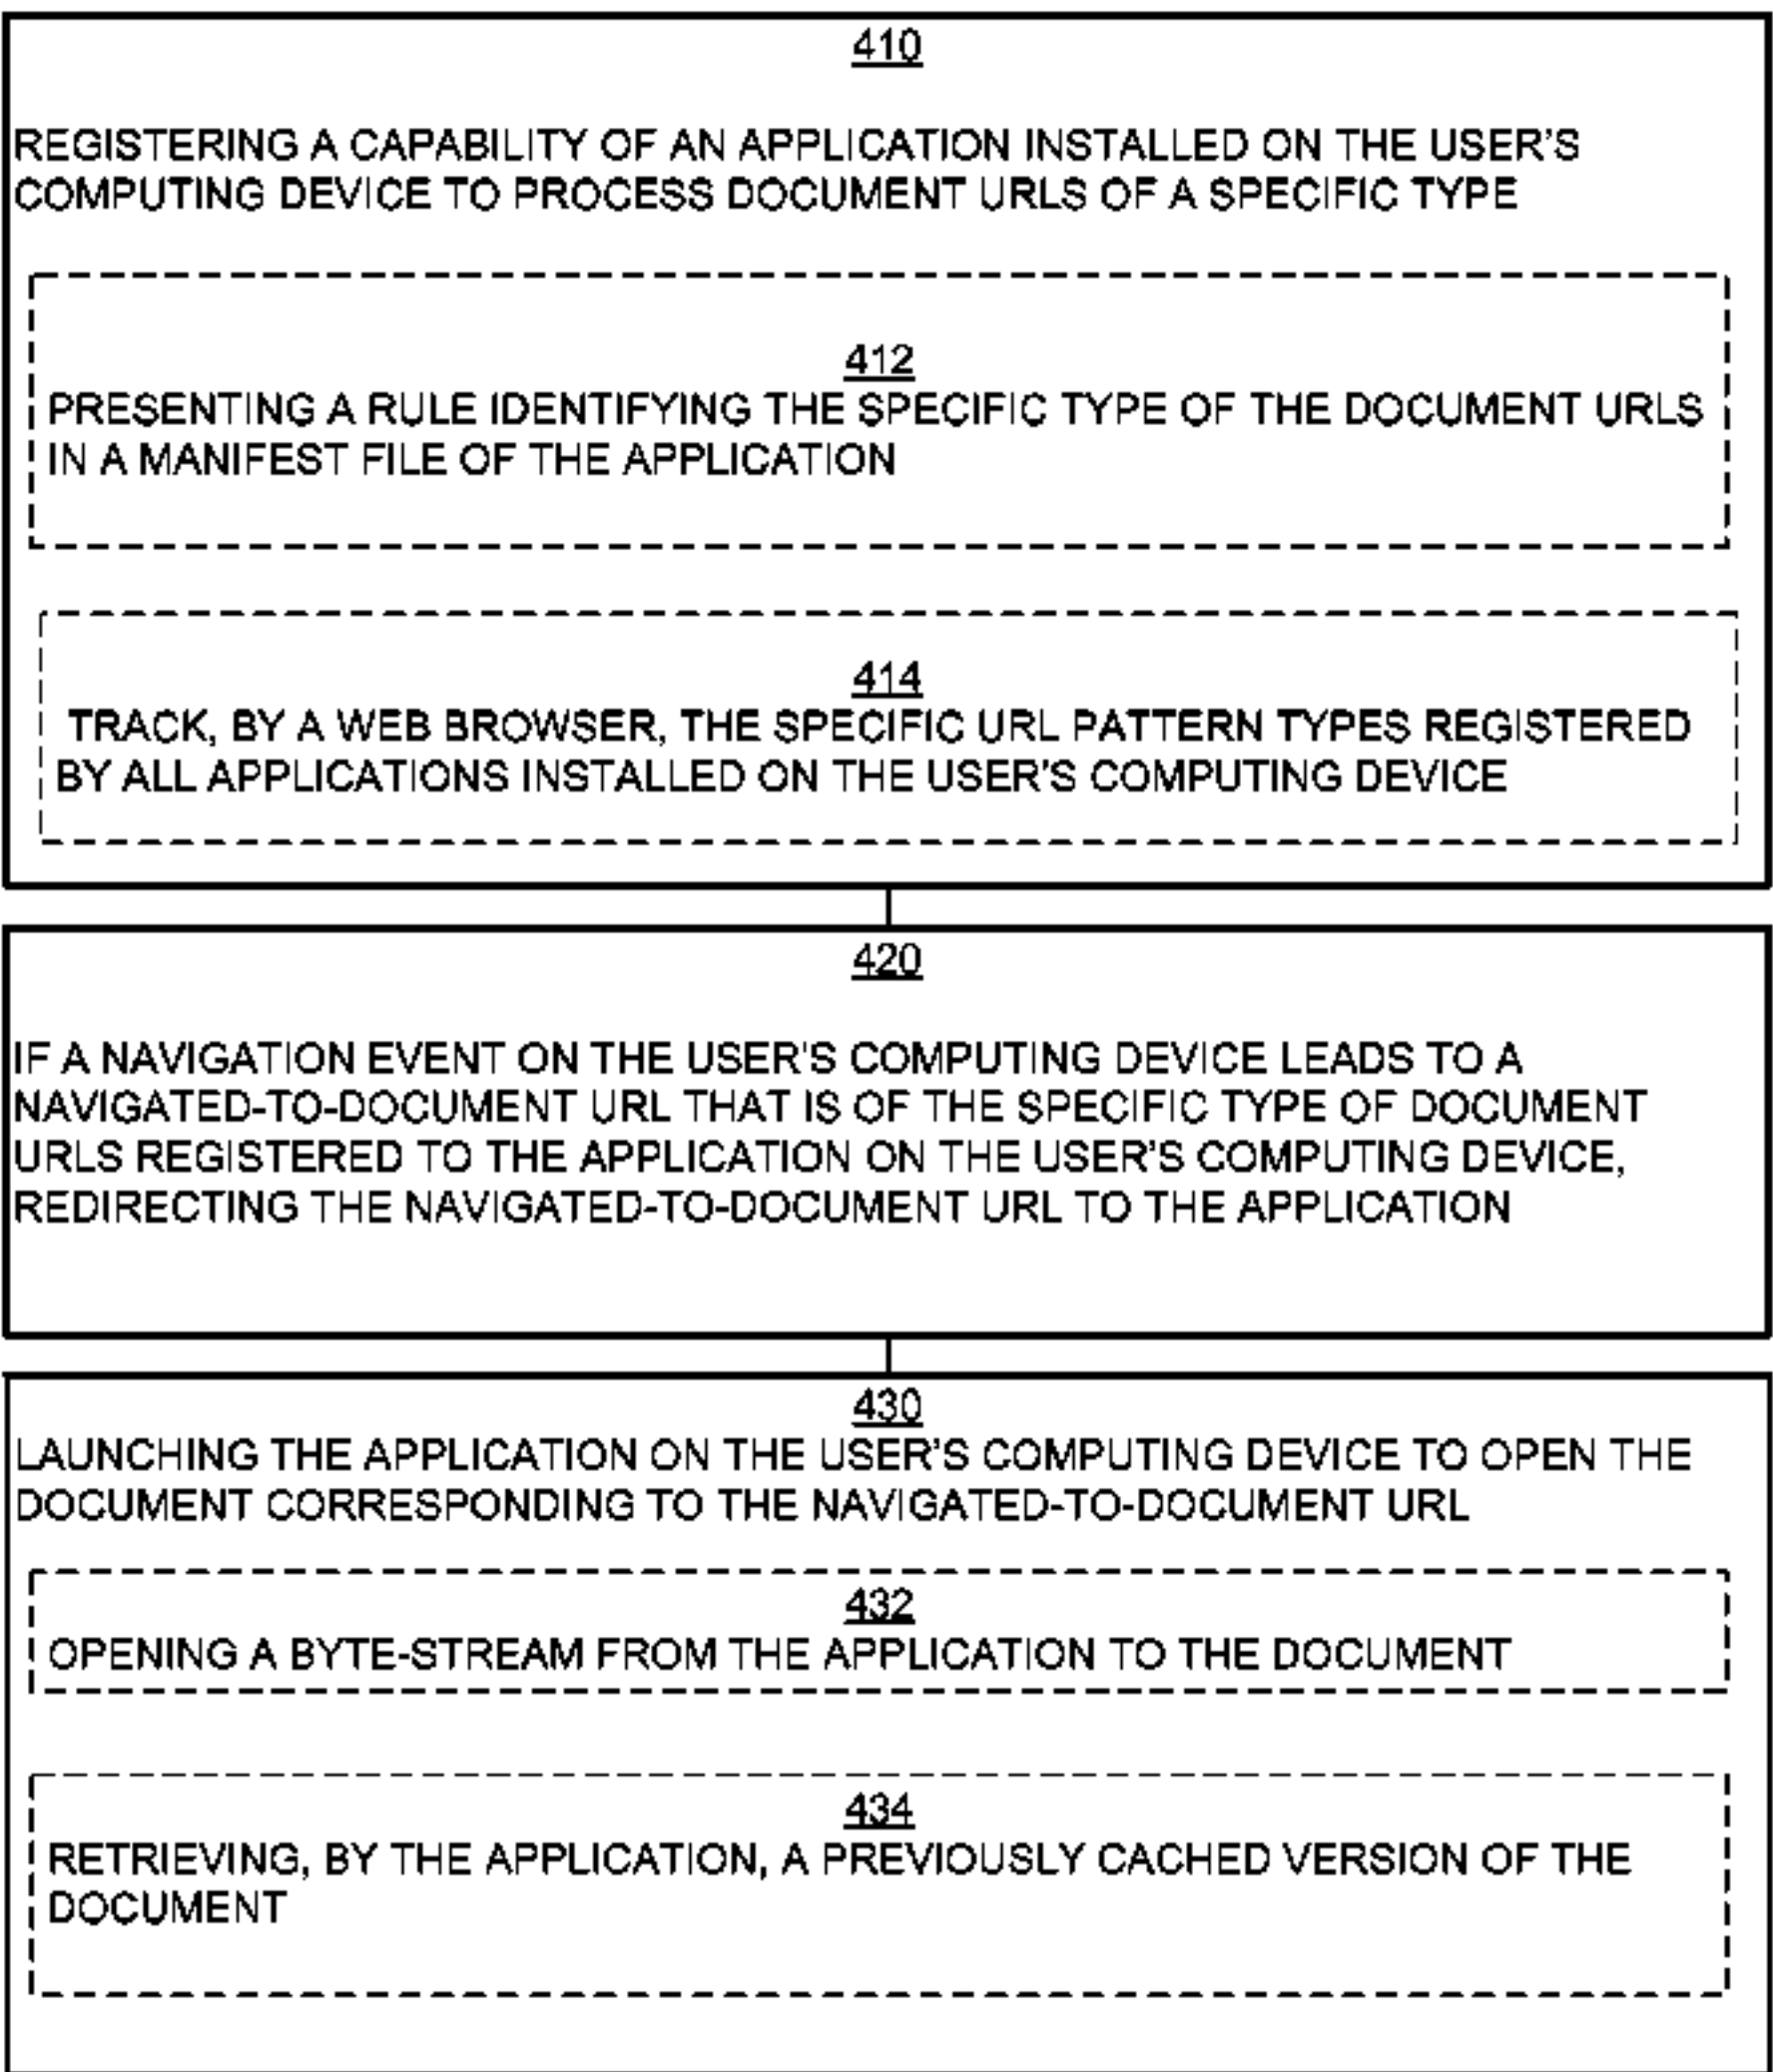 410
REGISTERING A CAPABILITY OF AN APPLICATION INSTALLED ON THE USER'S
COMPUTING DEVICE TO PROCESS DOCUMENT URLS OF A SPECIFIC TYPE
412
PRESENTING A RULE IDENTIFYING THE SPECIFIC TYPE OF THE DOCUMENT URLS
IN A MANIFEST FILE OF THE APPLICATION
414
TRACK, BY A WEB BROWSER, THE SPECIFIC URL PATTERN TYPES REGISTERED
BY ALL APPLICATIONS INSTALLED ON THE USER'S COMPUTING DEVICE
420
IF A NAVIGATION EVENT ON THE USER'S COMPUTING DEVICE LEADS TO A
NAVIGATED-TO-DOCUMENT URL THAT IS OF THE SPECIFIC TYPE OF DOCUMENT
URLS REGISTERED TO THE APPLICATION ON THE USER'S COMPUTING DEVICE,
REDIRECTING THE NAVIGATED-TO-DOCUMENT URL TO THE APPLICATION
430
LAUNCHING THE APPLICATION ON THE USER'S COMPUTING DEVICE TO OPEN THE
DOCUMENT CORRESPONDING TO THE NAVIGATED-TO-DOCUMENT URL
432
OPENING A BYTE-STREAM FROM THE APPLICATION TO THE DOCUMENT
434
RETRIEVING, BY THE APPLICATION, A PREVIOUSLY CACHED VERSION OF THE
DOCUMENT